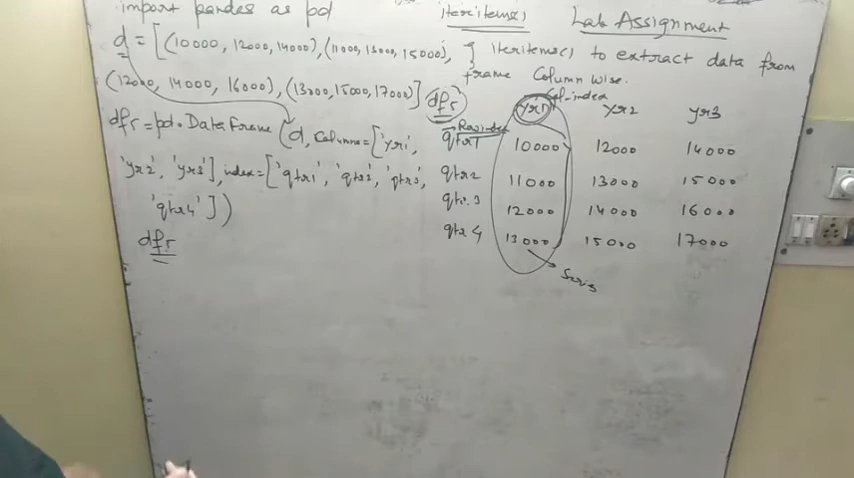 import pandas as pd
d = [(10000, 12000, 14000), (11000, 13000, 15000),
(12000, 14000, 16000), (13000, 15000, 17000)]
dfr = pd.DataFrame (d, columns = ['yr1',
'yr2', 'yr3'], index = ['qtr1', 'qtr2', 'qtr3',
'qtr4'])
dfr
iteritems() Lab Assignment
} iteritems() to extract data from
frame Column wise.
dfr Col-index
yr1 yr2 yr3
Row index
qtr1 10000 12000 14000
qtr2 11000 13000 15000
qtr.3 12000 14000 16000
qtr4 13000 15000 17000